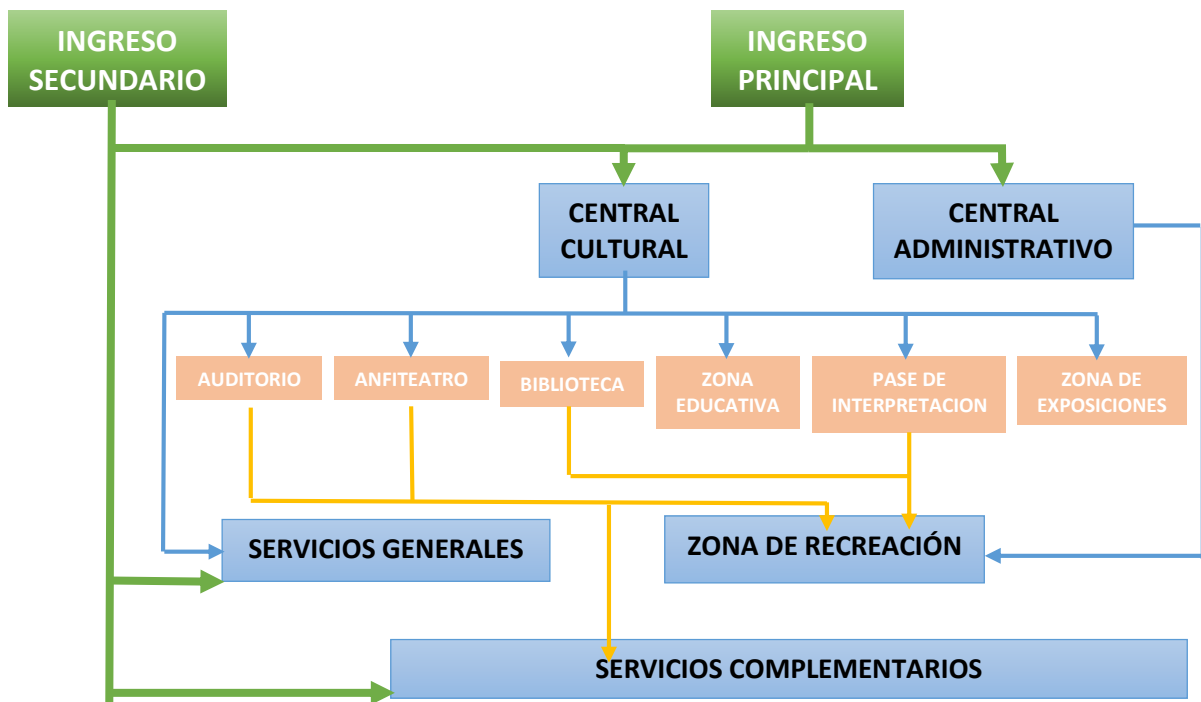 INGRESO
SECUNDARIO
INGRESO
PRINCIPAL
CENTRAL
CULTURAL
CENTRAL
ADMINISTRATIVO
AUDITORIO
ANFITEATRO
BIBLIOTECA
ZONA
EDUCATIVA
PASE DE
INTERPRETACION
ZONA DE
EXPOSICIONES
SERVICIOS GENERALES
ZONA DE RECREACIÓN
SERVICIOS COMPLEMENTARIOS